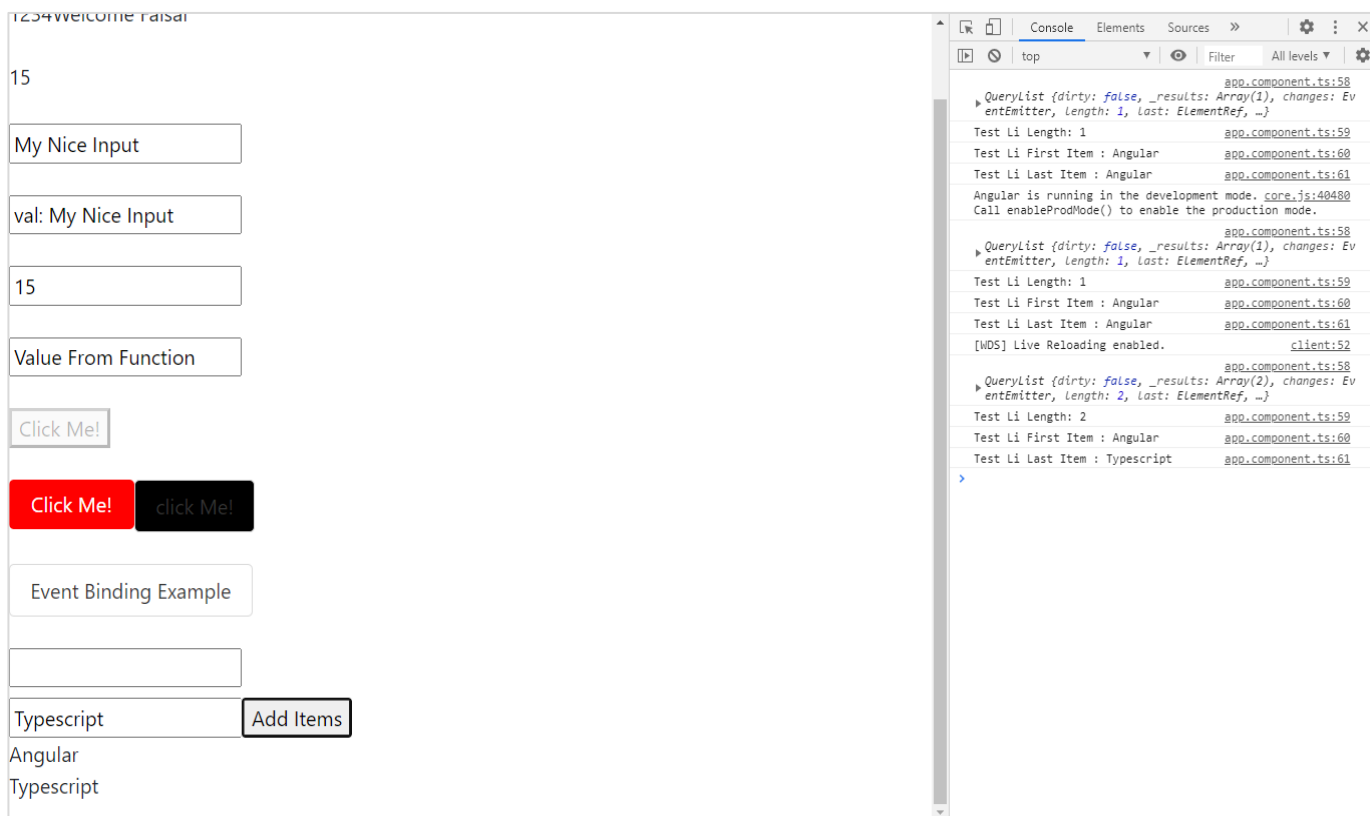 1234Welcome Faisal
15
My Nice Input
val: My Nice Input
15
Value From Function
Click Me!
Click Me! click Me!
Event Binding Example
Typescript Add Items
Angular
Typescript
Console Elements Sources »
top Filter All levels ▼
app.component.ts:58
QueryList {dirty: false, _results: Array(1), changes: Ev
entEmitter, length: 1, last: ElementRef, …}
Test Li Length: 1 app.component.ts:59
Test Li First Item : Angular app.component.ts:60
Test Li Last Item : Angular app.component.ts:61
Angular is running in the development mode. core.js:40480
Call enableProdMode() to enable the production mode.
app.component.ts:58
QueryList {dirty: false, _results: Array(1), changes: Ev
entEmitter, length: 1, last: ElementRef, …}
Test Li Length: 1 app.component.ts:59
Test Li First Item : Angular app.component.ts:60
Test Li Last Item : Angular app.component.ts:61
[WDS] Live Reloading enabled. client:52
app.component.ts:58
QueryList {dirty: false, _results: Array(2), changes: Ev
entEmitter, length: 2, last: ElementRef, …}
Test Li Length: 2 app.component.ts:59
Test Li First Item : Angular app.component.ts:60
Test Li Last Item : Typescript app.component.ts:61